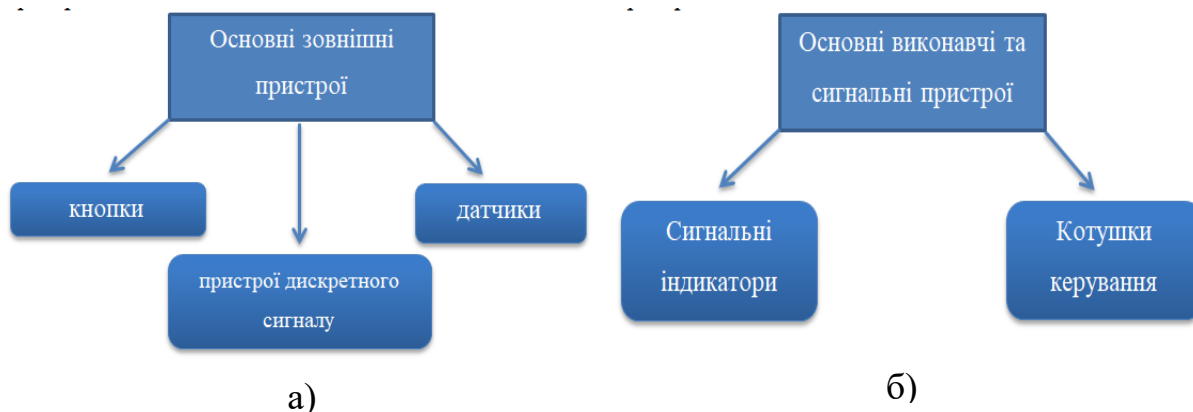 Основні зовнішні
пристрої
кнопки
датчики
пристрої дискретного
сигналу
а)
Основні виконавчі та
сигнальні пристрої
Сигнальні
індикатори
Котушки
керування
б)